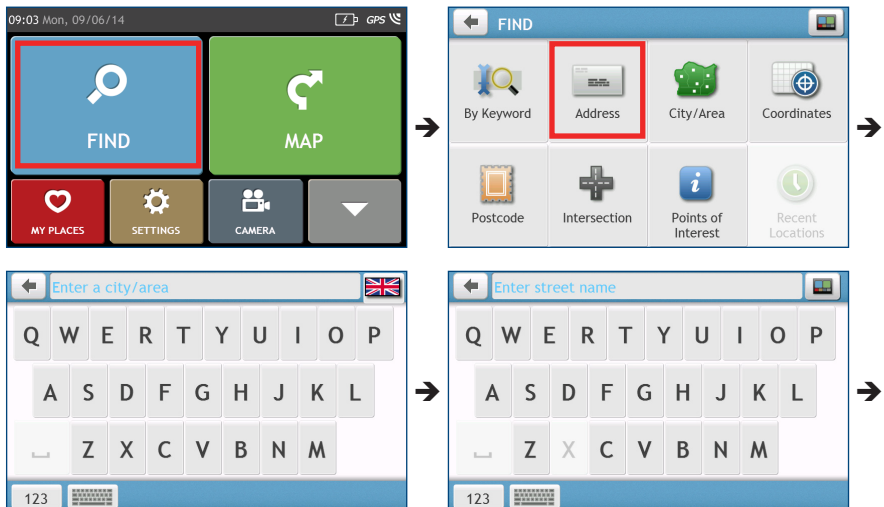 09:03 Mon, 09/06/14 GPS
FIND
MAP
MY PLACES
SETTINGS
CAMERA
FIND
By Keyword
Address
City/Area
Coordinates
Postcode
Intersection
Points of
Interest
Recent
Locations
Enter a city/area
Q W E R T Y U I O P
A S D F G H J K L
Z X C V B N M
123
Enter street name
Q W E R T Y U I O P
A S D F G H J K L
Z X C V B N M
123